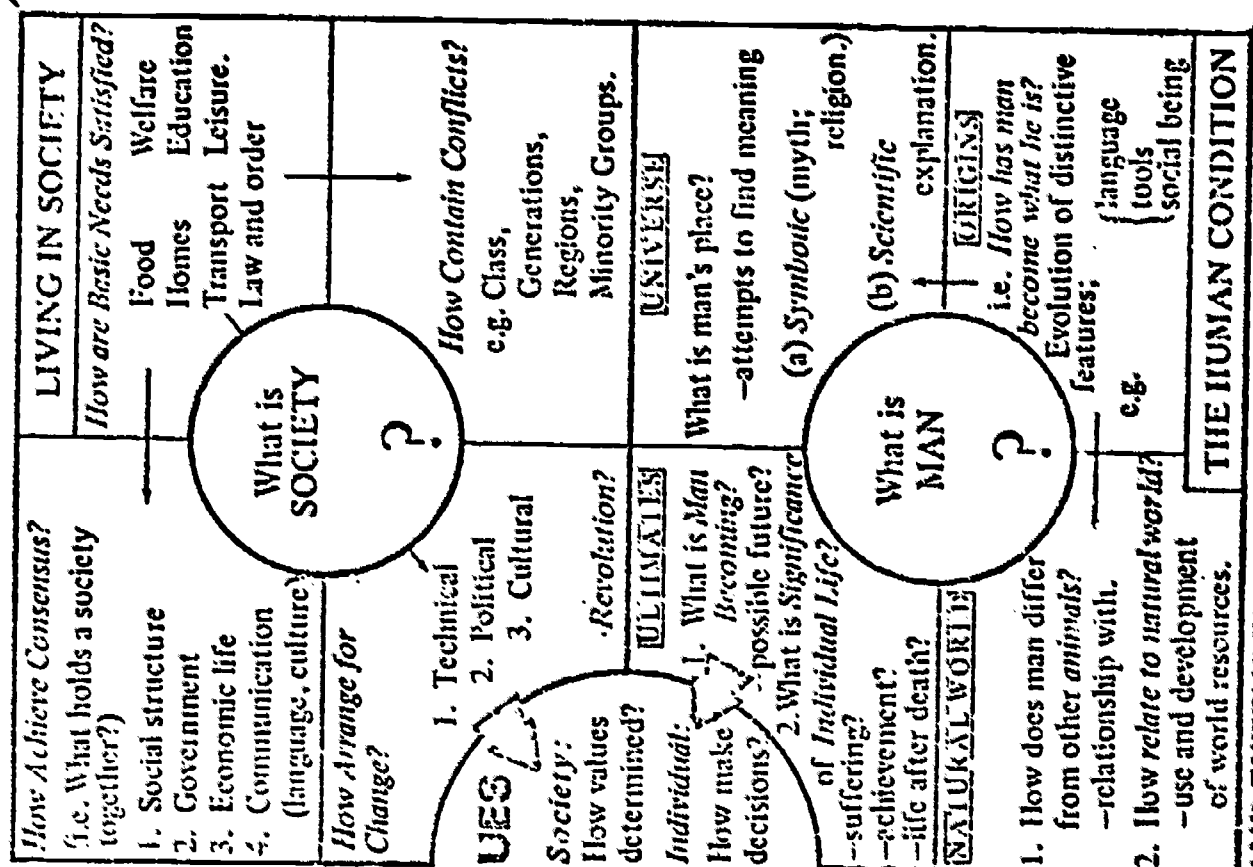 LIVING IN SOCIETY
How are Basic Needs Satisfied?
Food Welfare
Homes Education
Transport Leisure.
Law and order
How Contain Conflicts?
e.g. Class,
Generations,
Regions,
Minority Groups.
How Achieve Consensus?
(i.e. What holds a society
together?)
1. Social structure
2. Government
3. Economic life
4. Communication
(language, culture)
What is
SOCIETY
?
How Arrange for
Change?
1. Technical
2. Political
3. Cultural
Revolution?
UES
Society:
How values
determined?
Individual:
How make
decisions?
ULTIMATES
1. What is Man
Becoming?
-possible future?
2. What is Significance
of Individual Life?
-suffering?
-achievement?
-life after death?
UNIVERSE
What is man's place?
-attempts to find meaning
(a) Symbolic (myth;
religion.)
(b) Scientific
explanation.
What is
MAN
?
ORIGINS
i.e. How has man
become what he is?
Evolution of distinctive
features;
e.g.
{ language
{ tools
{ social being
NATURAL WORLD
1. How does man differ
from other animals?
-relationship with.
2. How relate to natural world?
-use and development
of world resources.
THE HUMAN CONDITION